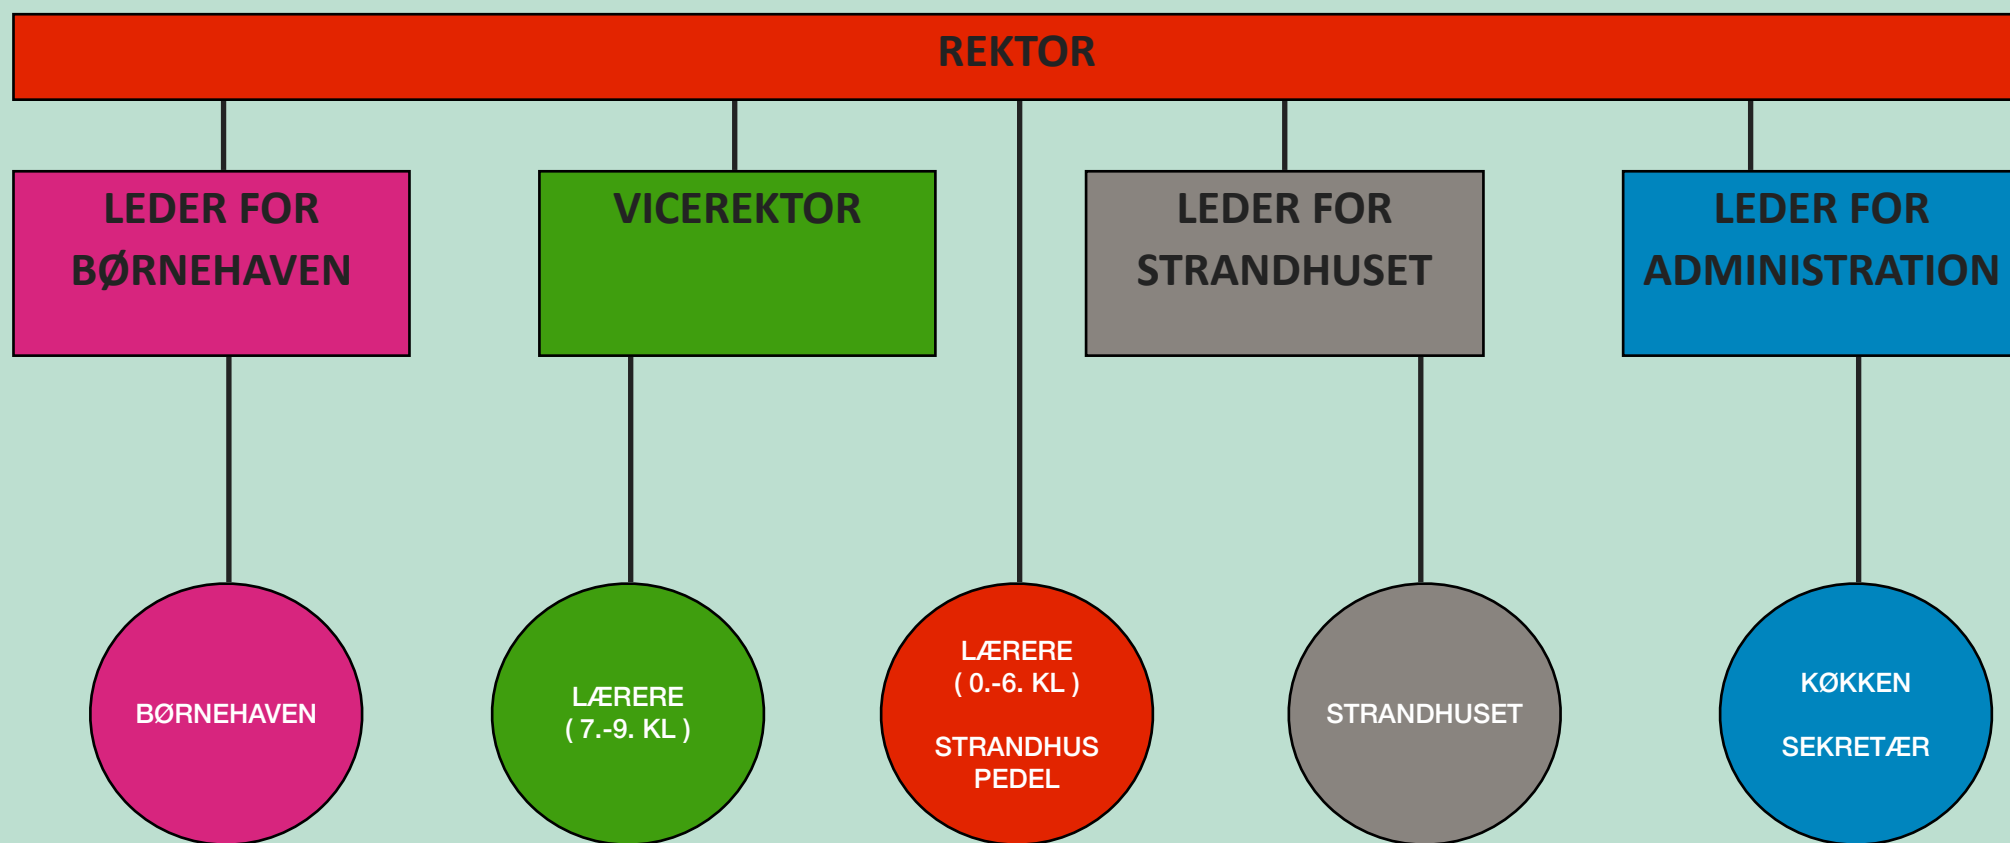 REKTOR
LEDER FOR
BØRNEHAVEN
VICEREKTOR
LEDER FOR
STRANDHUSET
LEDER FOR
ADMINISTRATION
BØRNEHAVEN
LÆRERE
( 7.-9. KL )
LÆRERE
( 0.-6. KL )
STRANDHUS
PEDEL
STRANDHUSET
KØKKEN
SEKRETÆR